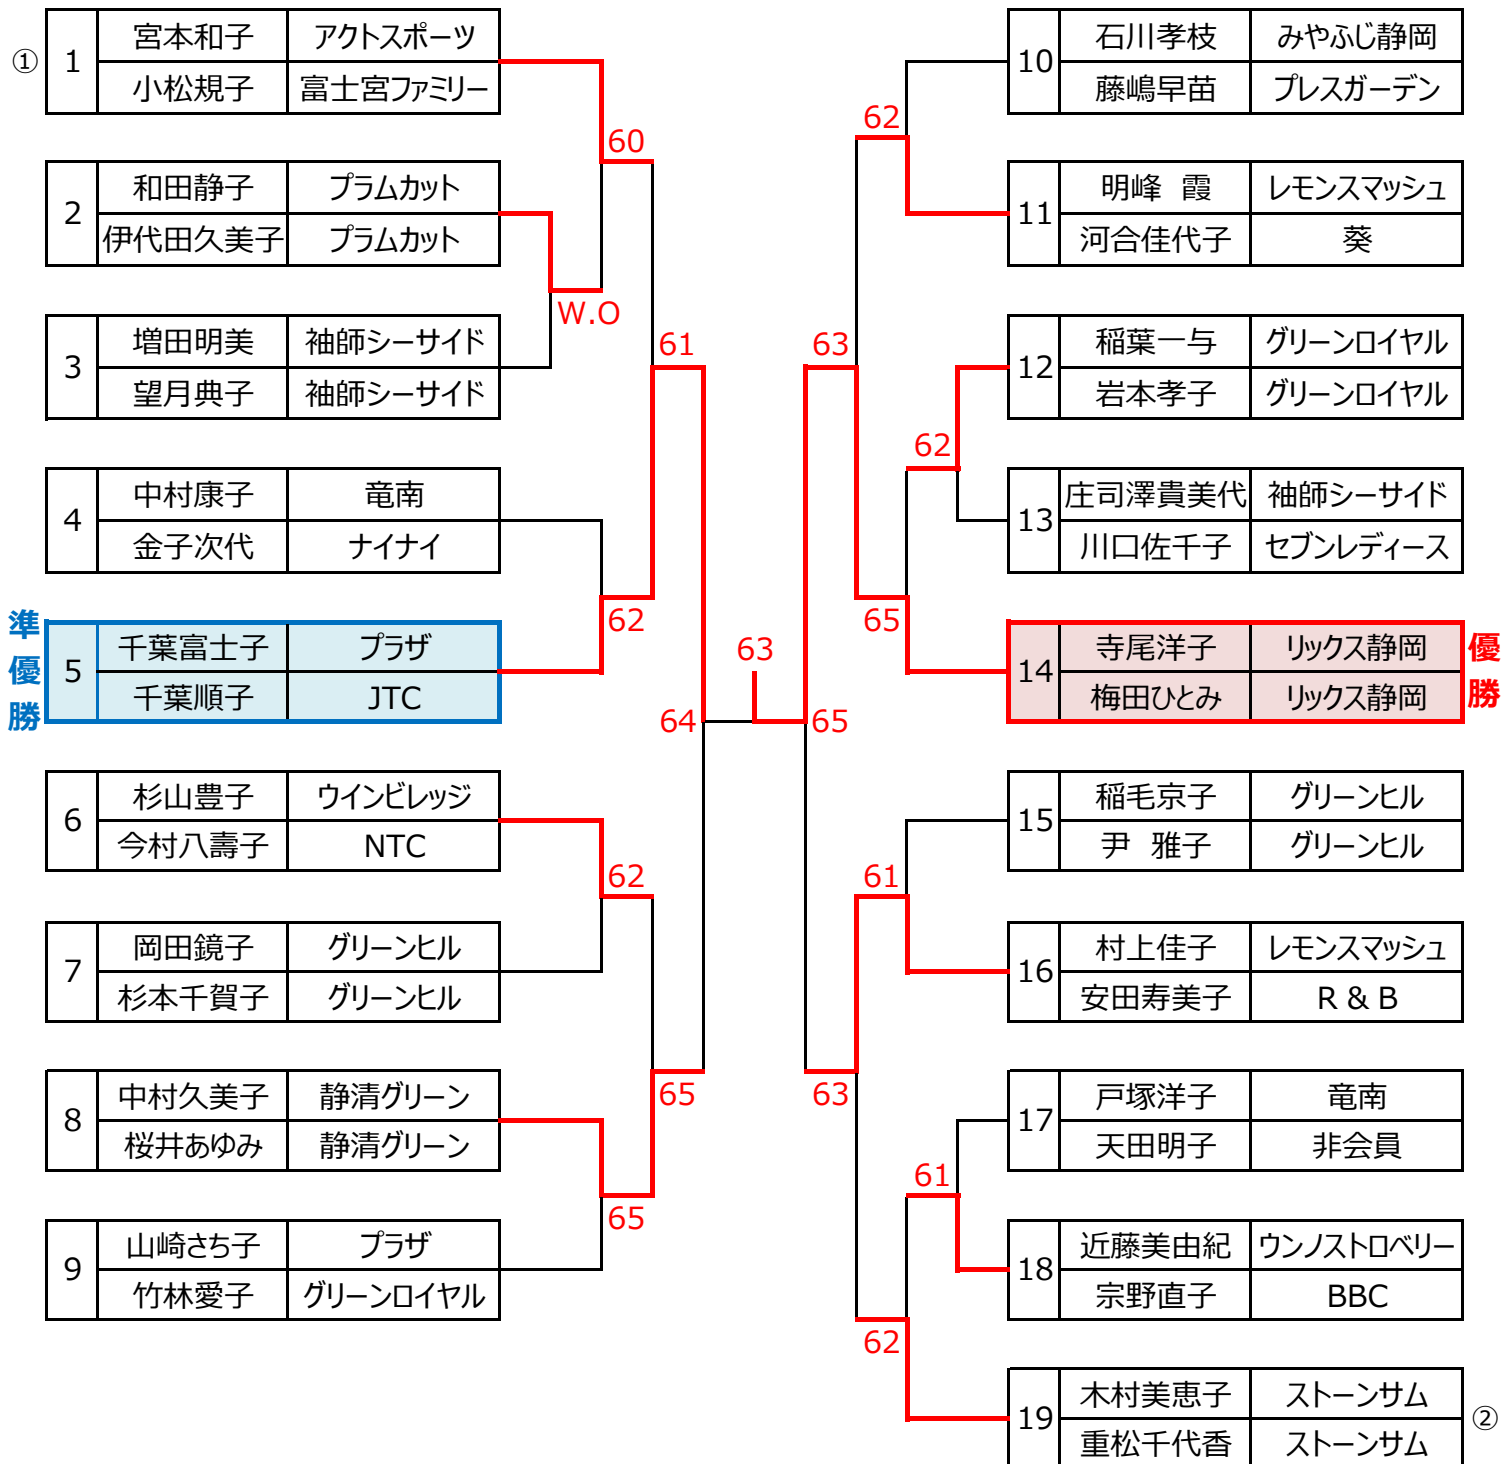 ① 1 宮本和子 アクトスポーツ
小松規子 富士宮ファミリー
60
2 和田静子 プラムカット
伊代田久美子 プラムカット
W.O
3 増田明美 袖師シーサイド
望月典子 袖師シーサイド
61
4 中村康子 竜南
金子次代 ナイナイ
62
準優勝
5 千葉富士子 プラザ
千葉順子 JTC
64
6 杉山豊子 ウインビレッジ
今村八壽子 NTC
62
7 岡田鏡子 グリーンヒル
杉本千賀子 グリーンヒル
65
8 中村久美子 静清グリーン
桜井あゆみ 静清グリーン
65
9 山崎さち子 プラザ
竹林愛子 グリーンロイヤル
63
10 石川孝枝 みやふじ静岡
藤嶋早苗 プレスガーデン
62
11 明峰 霞 レモンスマッシュ
河合佳代子 葵
63
12 稲葉一与 グリーンロイヤル
岩本孝子 グリーンロイヤル
62
13 庄司澤貴美代 袖師シーサイド
川口佐千子 セブンレディース
65
14 寺尾洋子 リックス静岡
梅田ひとみ リックス静岡
優勝
65
15 稲毛京子 グリーンヒル
尹 雅子 グリーンヒル
61
16 村上佳子 レモンスマッシュ
安田寿美子 R & B
63
17 戸塚洋子 竜南
天田明子 非会員
61
18 近藤美由紀 ウンノストロベリー
宗野直子 BBC
62
19 木村美恵子 ストーンサム ②
重松千代香 ストーンサム